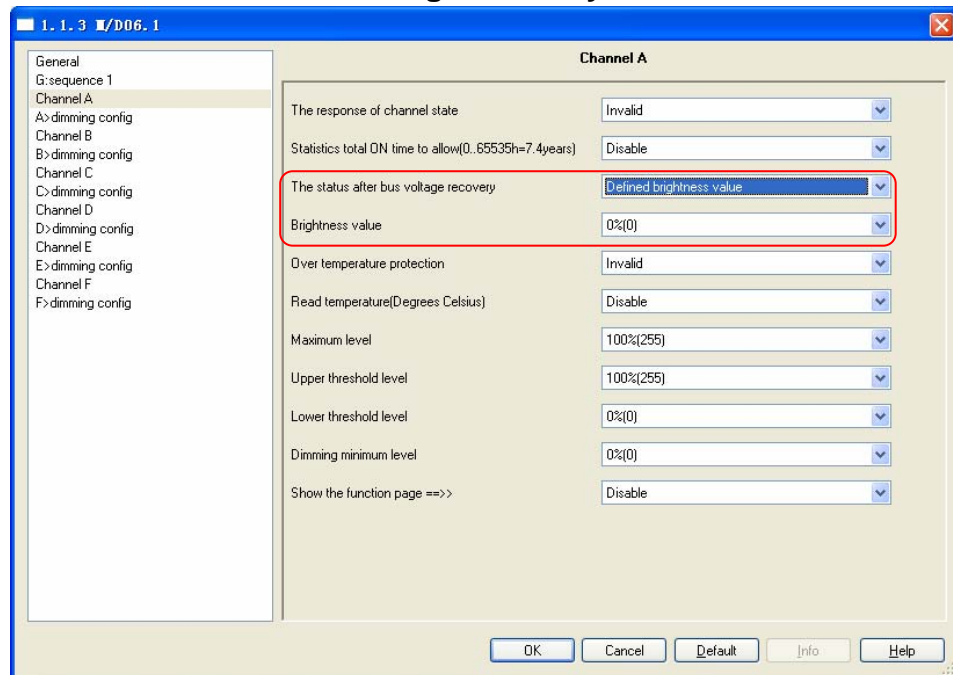 1.1.3 M/D06.1
Channel A
General
G:sequence 1
Channel A
A>dimming config
Channel B
B>dimming config
Channel C
C>dimming config
Channel D
D>dimming config
Channel E
E>dimming config
Channel F
F>dimming config
The response of channel state Invalid
Statistics total ON time to allow(0..65535h=7.4years) Disable
The status after bus voltage recovery Defined brightness value
Brightness value 0%(0)
Over temperature protection Invalid
Read temperature(Degrees Celsius) Disable
Maximum level 100%(255)
Upper threshold level 100%(255)
Lower threshold level 0%(0)
Dimming minimum level 0%(0)
Show the function page ==>> Disable
OK Cancel Default Info Help